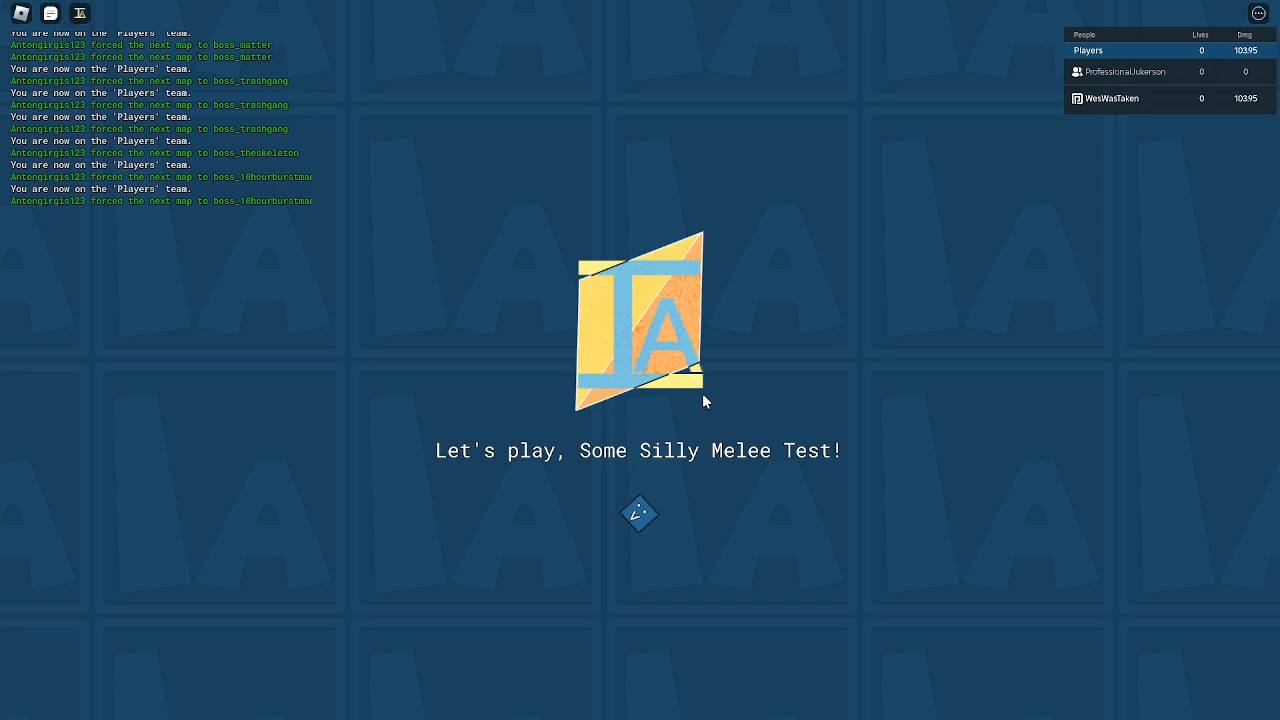 You are now on the 'Players' team.
Antongirgis123 forced the next map to boss_matter
Antongirgis123 forced the next map to boss_matter
You are now on the 'Players' team.
Antongirgis123 forced the next map to boss_trashgang
You are now on the 'Players' team.
Antongirgis123 forced the next map to boss_trashgang
You are now on the 'Players' team.
Antongirgis123 forced the next map to boss_trashgang
You are now on the 'Players' team.
Antongirgis123 forced the next map to boss_theskeleton
You are now on the 'Players' team.
Antongirgis123 forced the next map to boss_10hourburstma
You are now on the 'Players' team.
Antongirgis123 forced the next map to boss_10hourburstma
People Lives Dmg
Players 0 103.95
ProfessionalJukerson 0 0
WesWasTaken 0 103.95
IA
Let's play, Some Silly Melee Test!